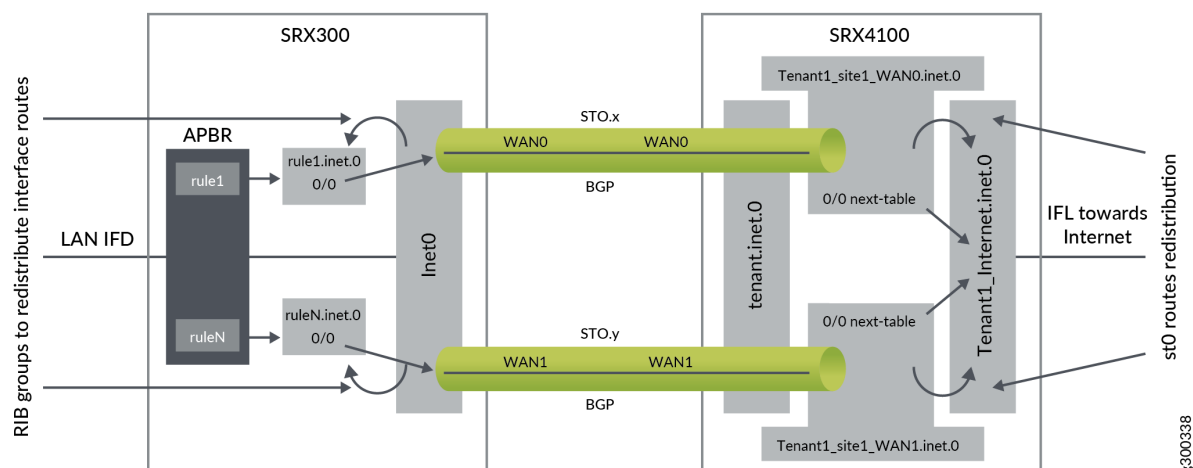 SRX300
SRX4100
RIB groups to redistribute interface routes
APBR
rule1
rule1.inet.0
0/0
LAN IFD
ruleN
ruleN.inet.0
0/0
Inet0
STO.x
WAN0
WAN0
BGP
STO.y
WAN1
WAN1
BGP
tenant.inet.0
Tenant1_site1_WAN0.inet.0
0/0 next-table
0/0 next-table
Tenant1_site1_WAN1.inet.0
Tenant1_Internet.inet.0
IFL towards
Internet
st0 routes redistribution
g300338